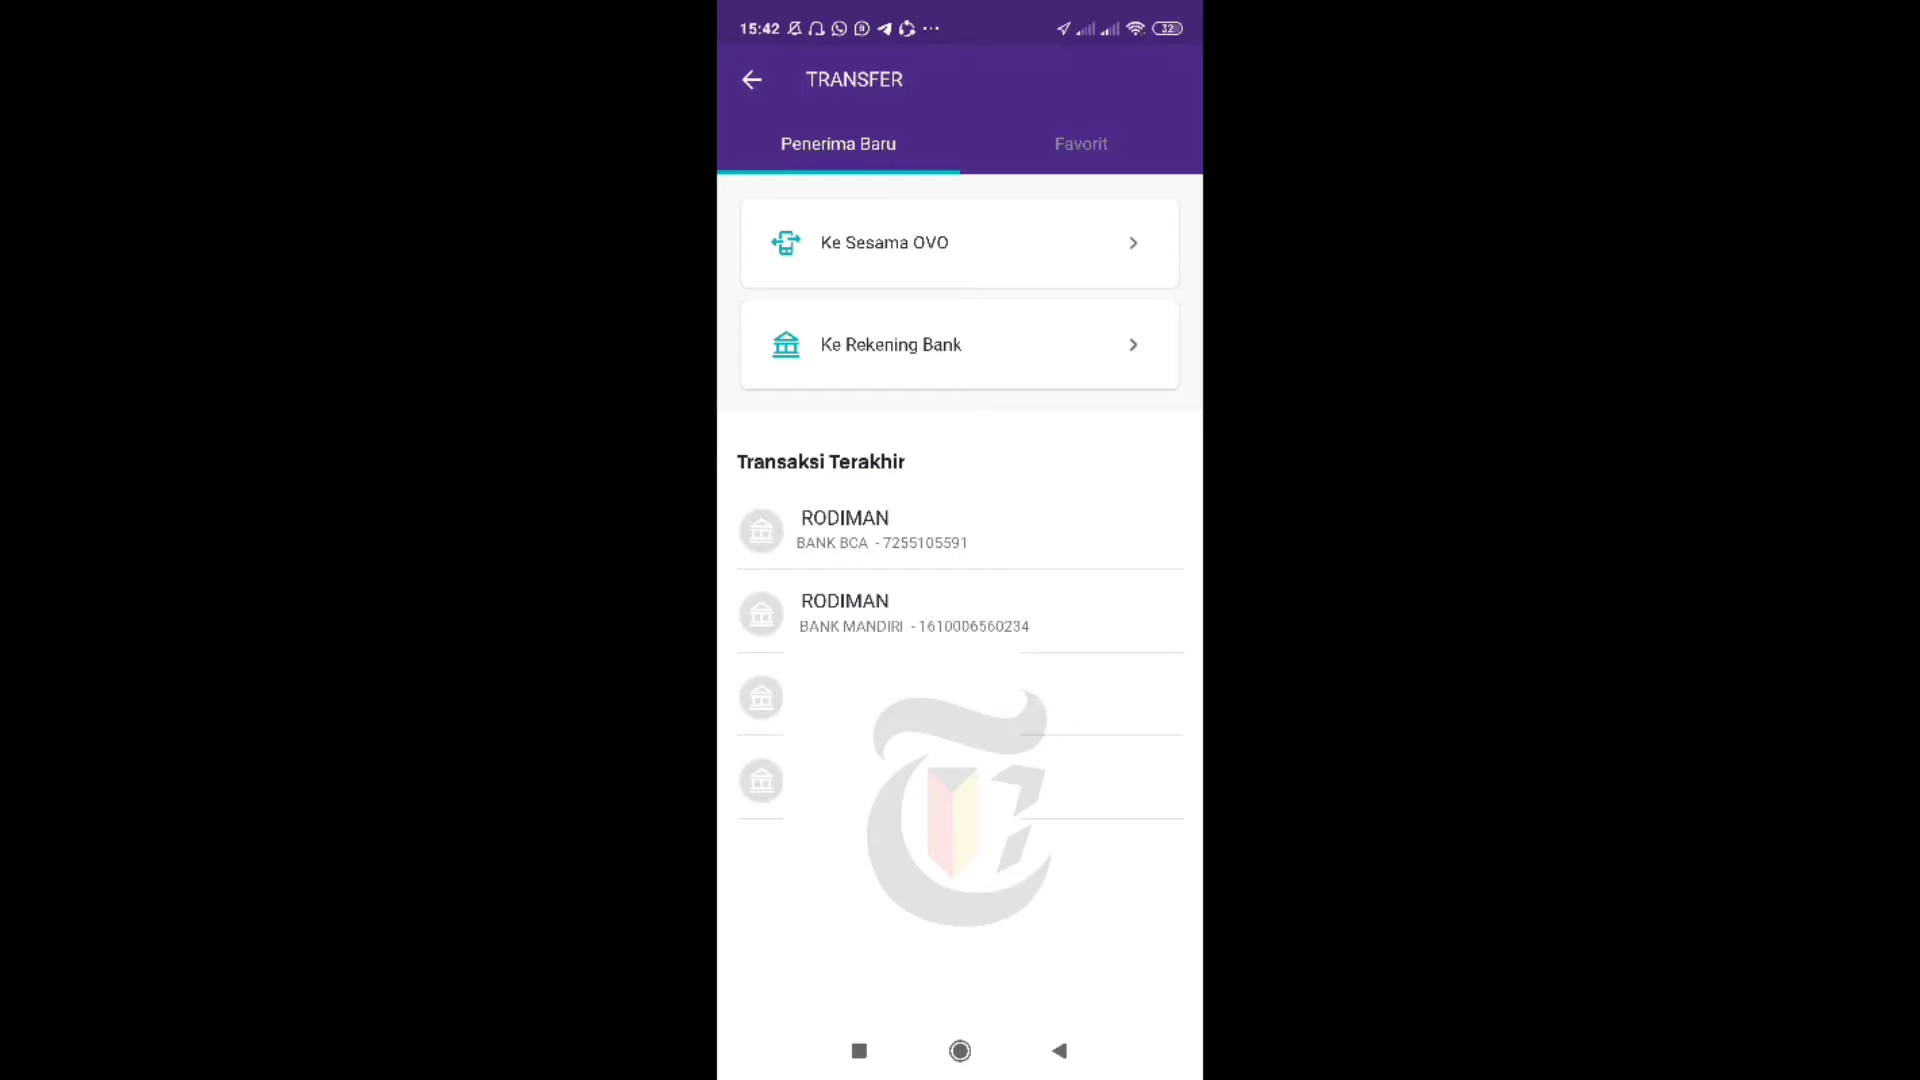 15:42
32
TRANSFER
Penerima Baru
Favorit
Ke Sesama OVO
Ke Rekening Bank
Transaksi Terakhir
RODIMAN
BANK BCA - 7255105591
RODIMAN
BANK MANDIRI - 1610006560234